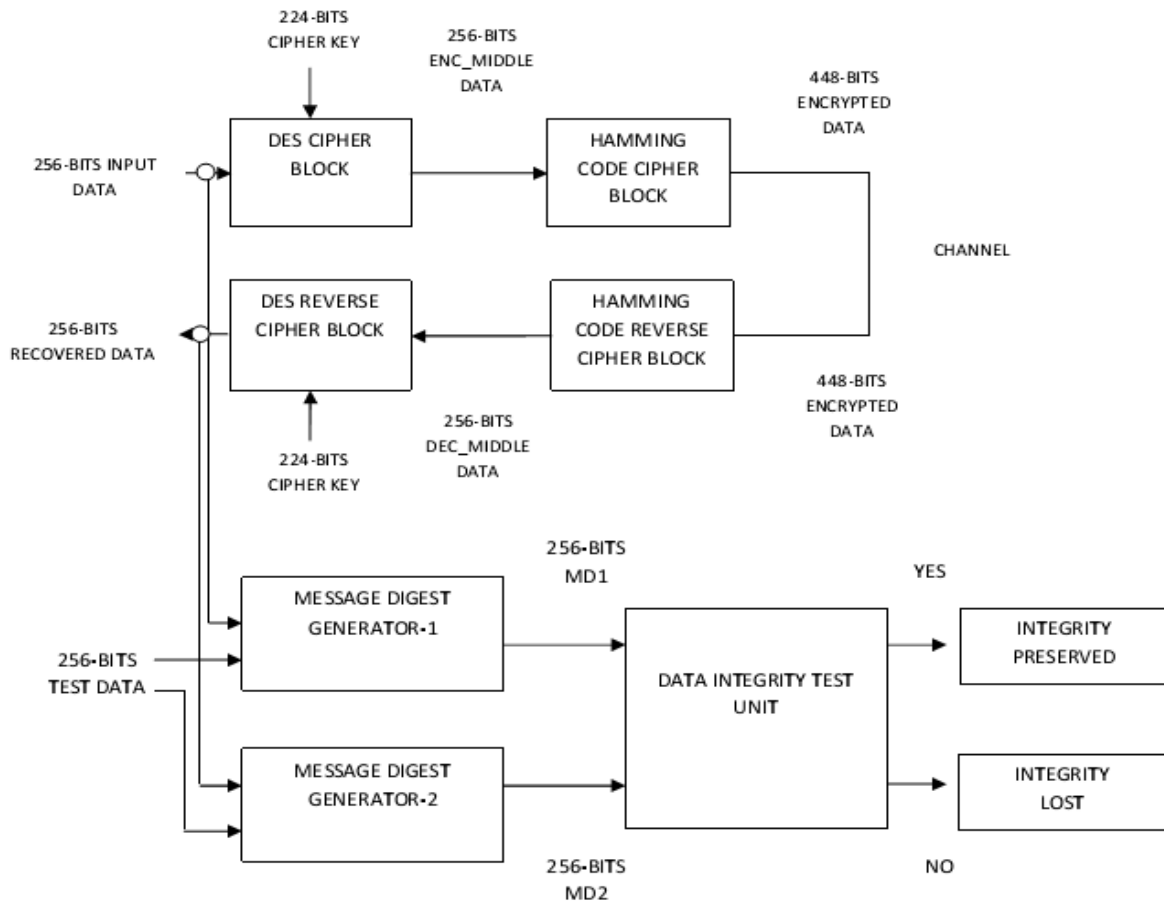 224-BITS
CIPHER KEY
256-BITS
ENC_MIDDLE
DATA
448-BITS
ENCRYPTED
DATA
256-BITS INPUT
DATA
DES CIPHER
BLOCK
HAMMING
CODE CIPHER
BLOCK
CHANNEL
256-BITS
RECOVERED DATA
DES REVERSE
CIPHER BLOCK
HAMMING
CODE REVERSE
CIPHER BLOCK
448-BITS
ENCRYPTED
DATA
256-BITS
DEC_MIDDLE
DATA
224-BITS
CIPHER KEY
256-BITS
MD1
YES
MESSAGE DIGEST
GENERATOR-1
INTEGRITY
PRESERVED
256-BITS
TEST DATA
DATA INTEGRITY TEST
UNIT
MESSAGE DIGEST
GENERATOR-2
INTEGRITY
LOST
256-BITS
MD2
NO